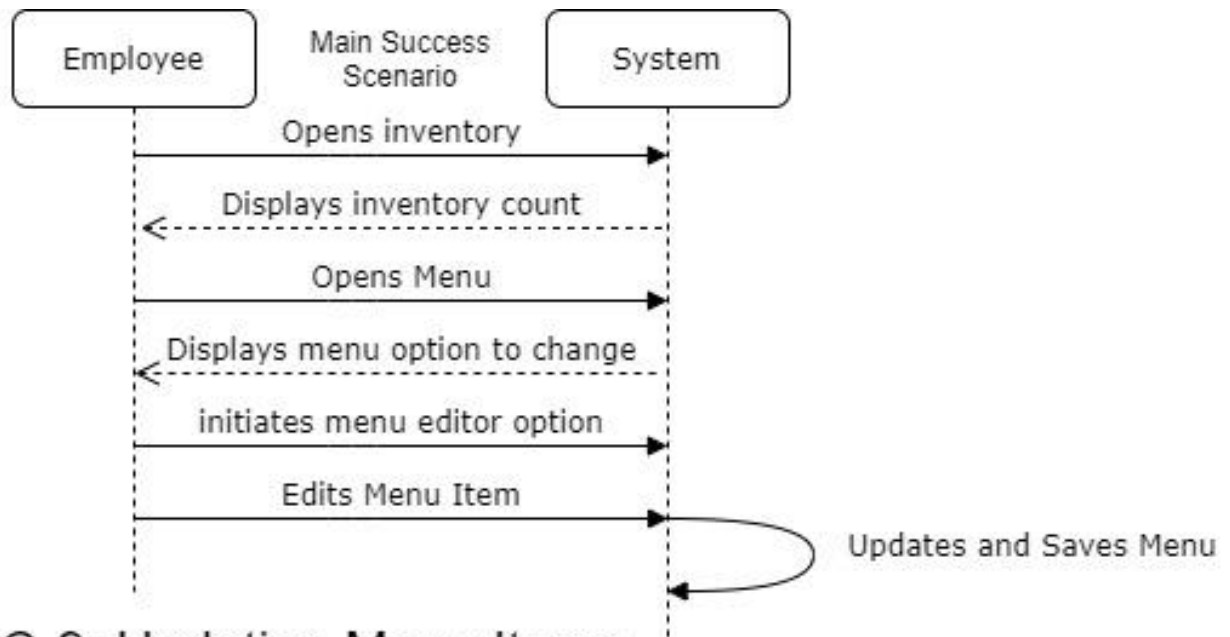 Employee
Main Success
Scenario
System
Opens inventory
Displays inventory count
Opens Menu
Displays menu option to change
initiates menu editor option
Edits Menu Item
Updates and Saves Menu